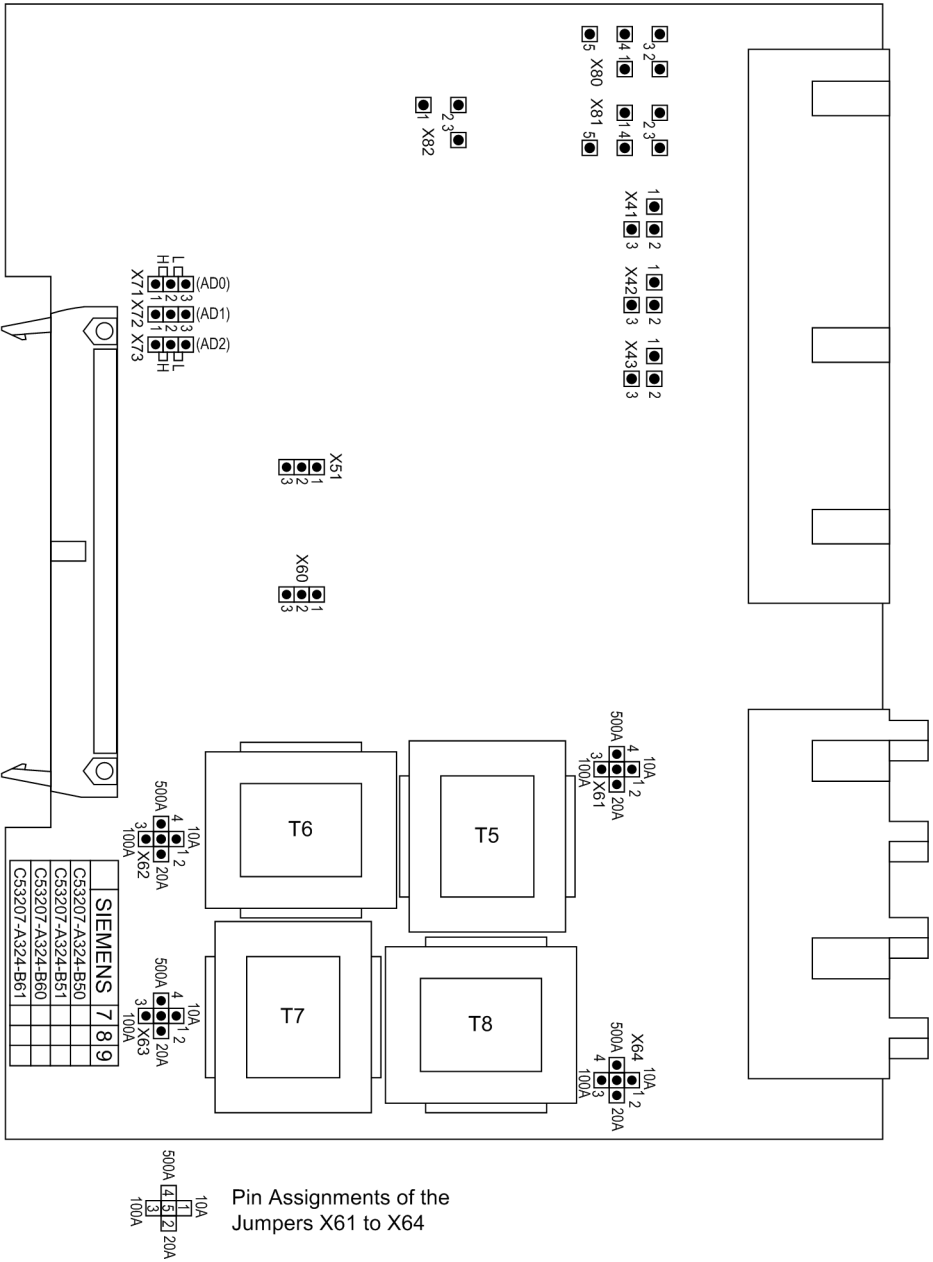 3 2
4 1
5
X80
2 3
1 4
5
X81
2 3
1
X82
1
2
3
X41
1
2
3
X42
1
2
3
X43
L
H
(AD0)
1 2 3
X71
(AD1)
1 2 3
X72
(AD2)
1 2 3
X73
L
H
X51
3 2 1
X60
3 2 1
500A
4
10A
3
1 2
100A
X61
20A
T6
T5
500A
4
10A
3
1 2
100A
X62
20A
T7
T8
500A
4
10A
3
1 2
100A
X63
20A
X64
500A
4
10A
3
1 2
100A
20A
SIEMENS 7 8 9
C53207-A324-B50
C53207-A324-B51
C53207-A324-B60
C53207-A324-B61
500A
10A
4
3 5 1
2
100A
20A
Pin Assignments of the
Jumpers X61 to X64